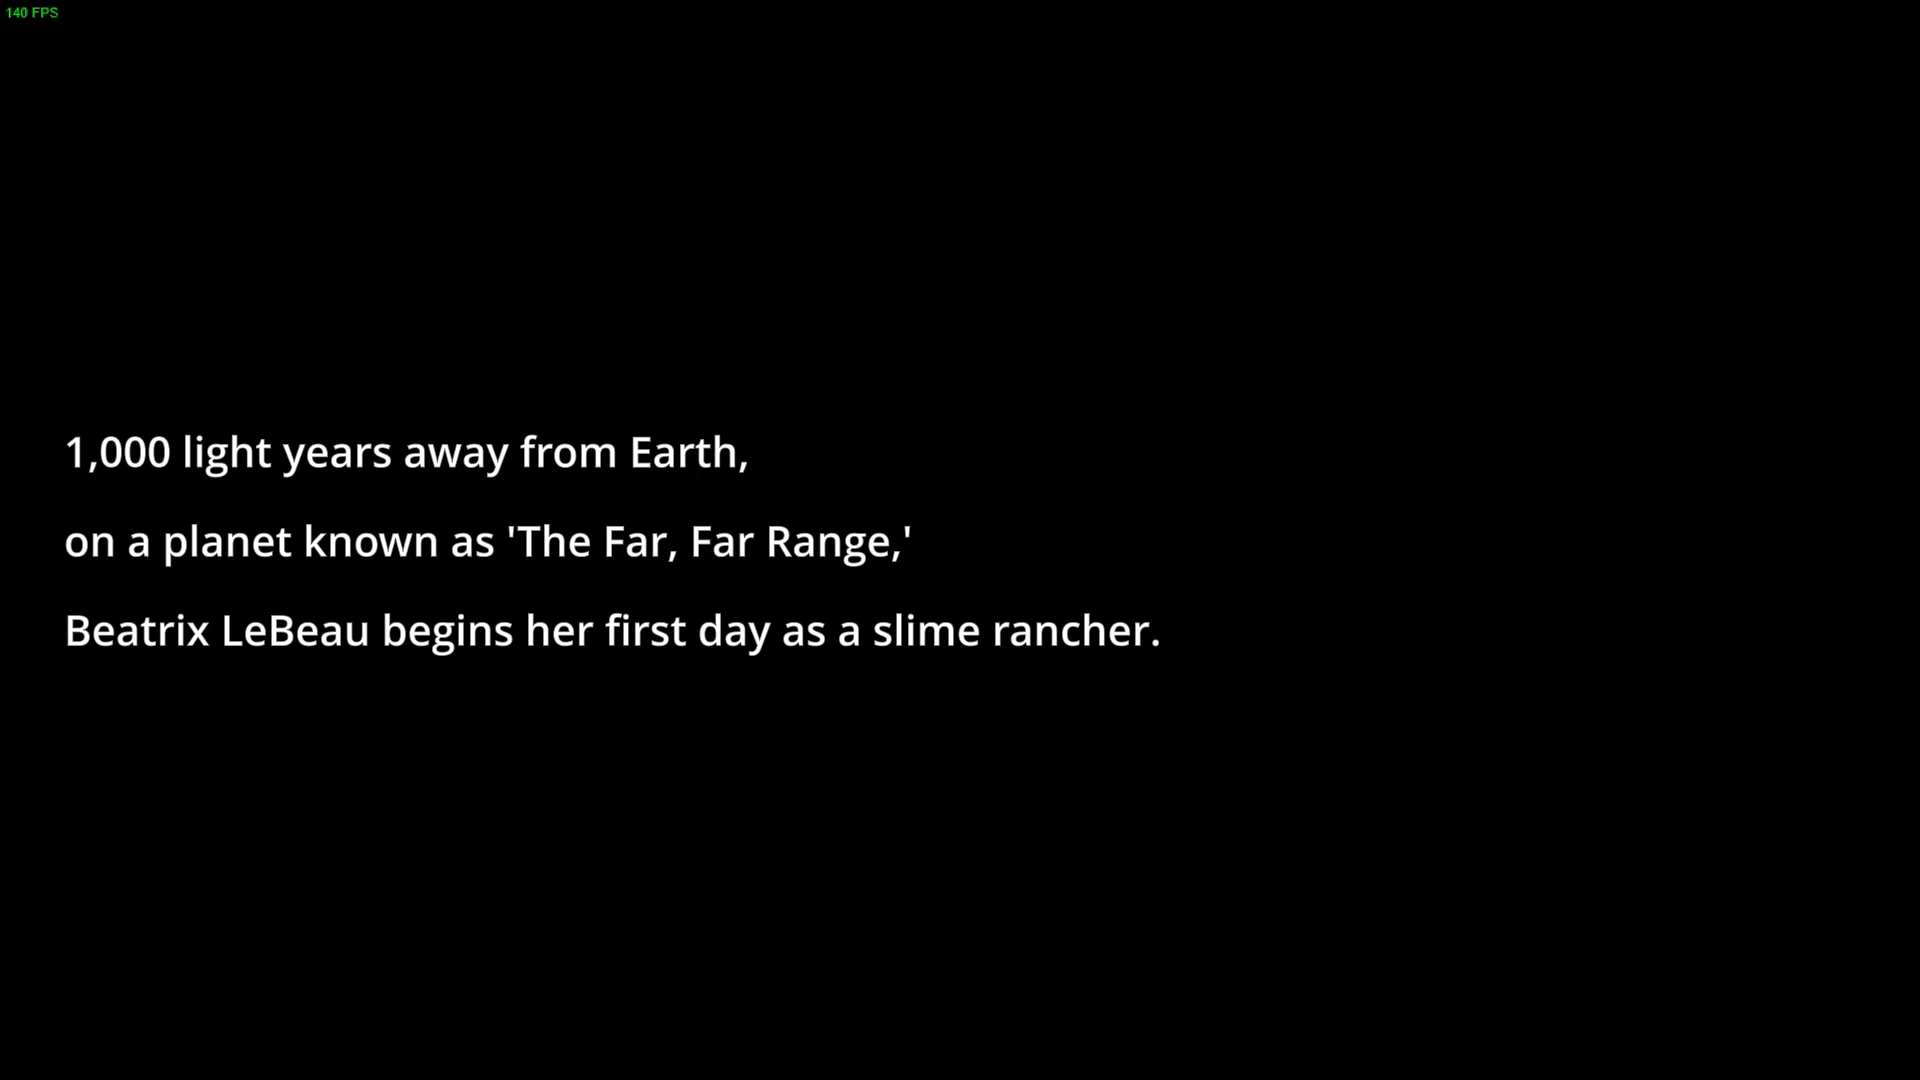 140 FPS
1,000 light years away from Earth,
on a planet known as 'The Far, Far Range,'
Beatrix LeBeau begins her first day as a slime rancher.